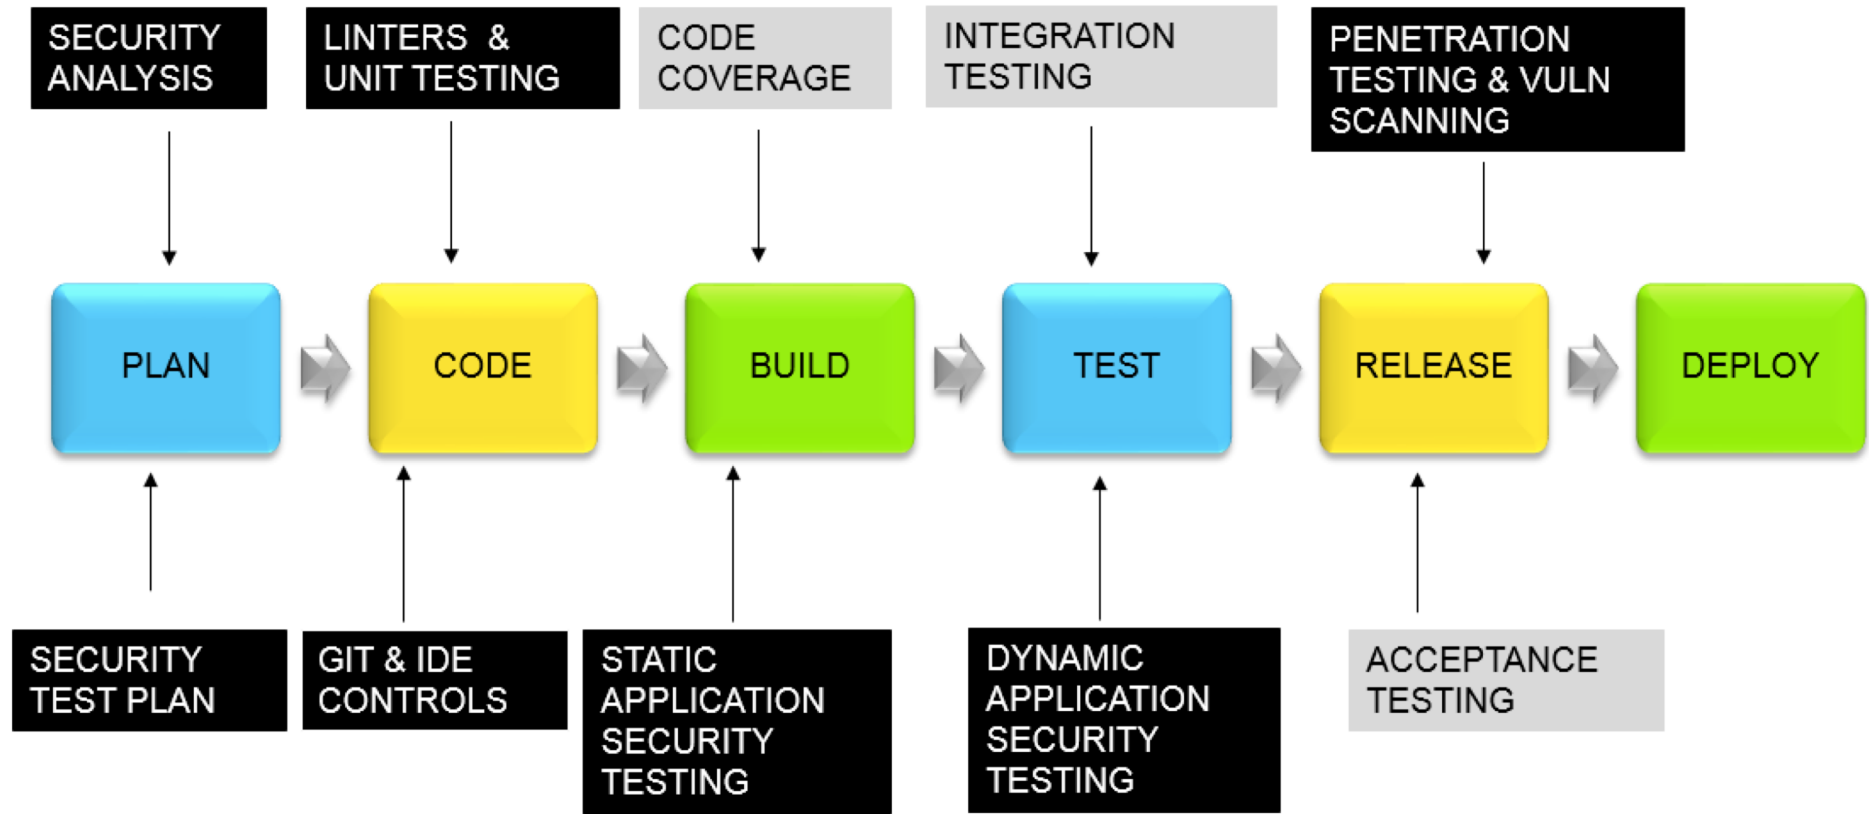 SECURITY
ANALYSIS
LINTERS &
UNIT TESTING
CODE
COVERAGE
INTEGRATION
TESTING
PENETRATION
TESTING & VULN
SCANNING
PLAN
CODE
BUILD
TEST
RELEASE
DEPLOY
SECURITY
TEST PLAN
GIT & IDE
CONTROLS
STATIC
APPLICATION
SECURITY
TESTING
DYNAMIC
APPLICATION
SECURITY
TESTING
ACCEPTANCE
TESTING